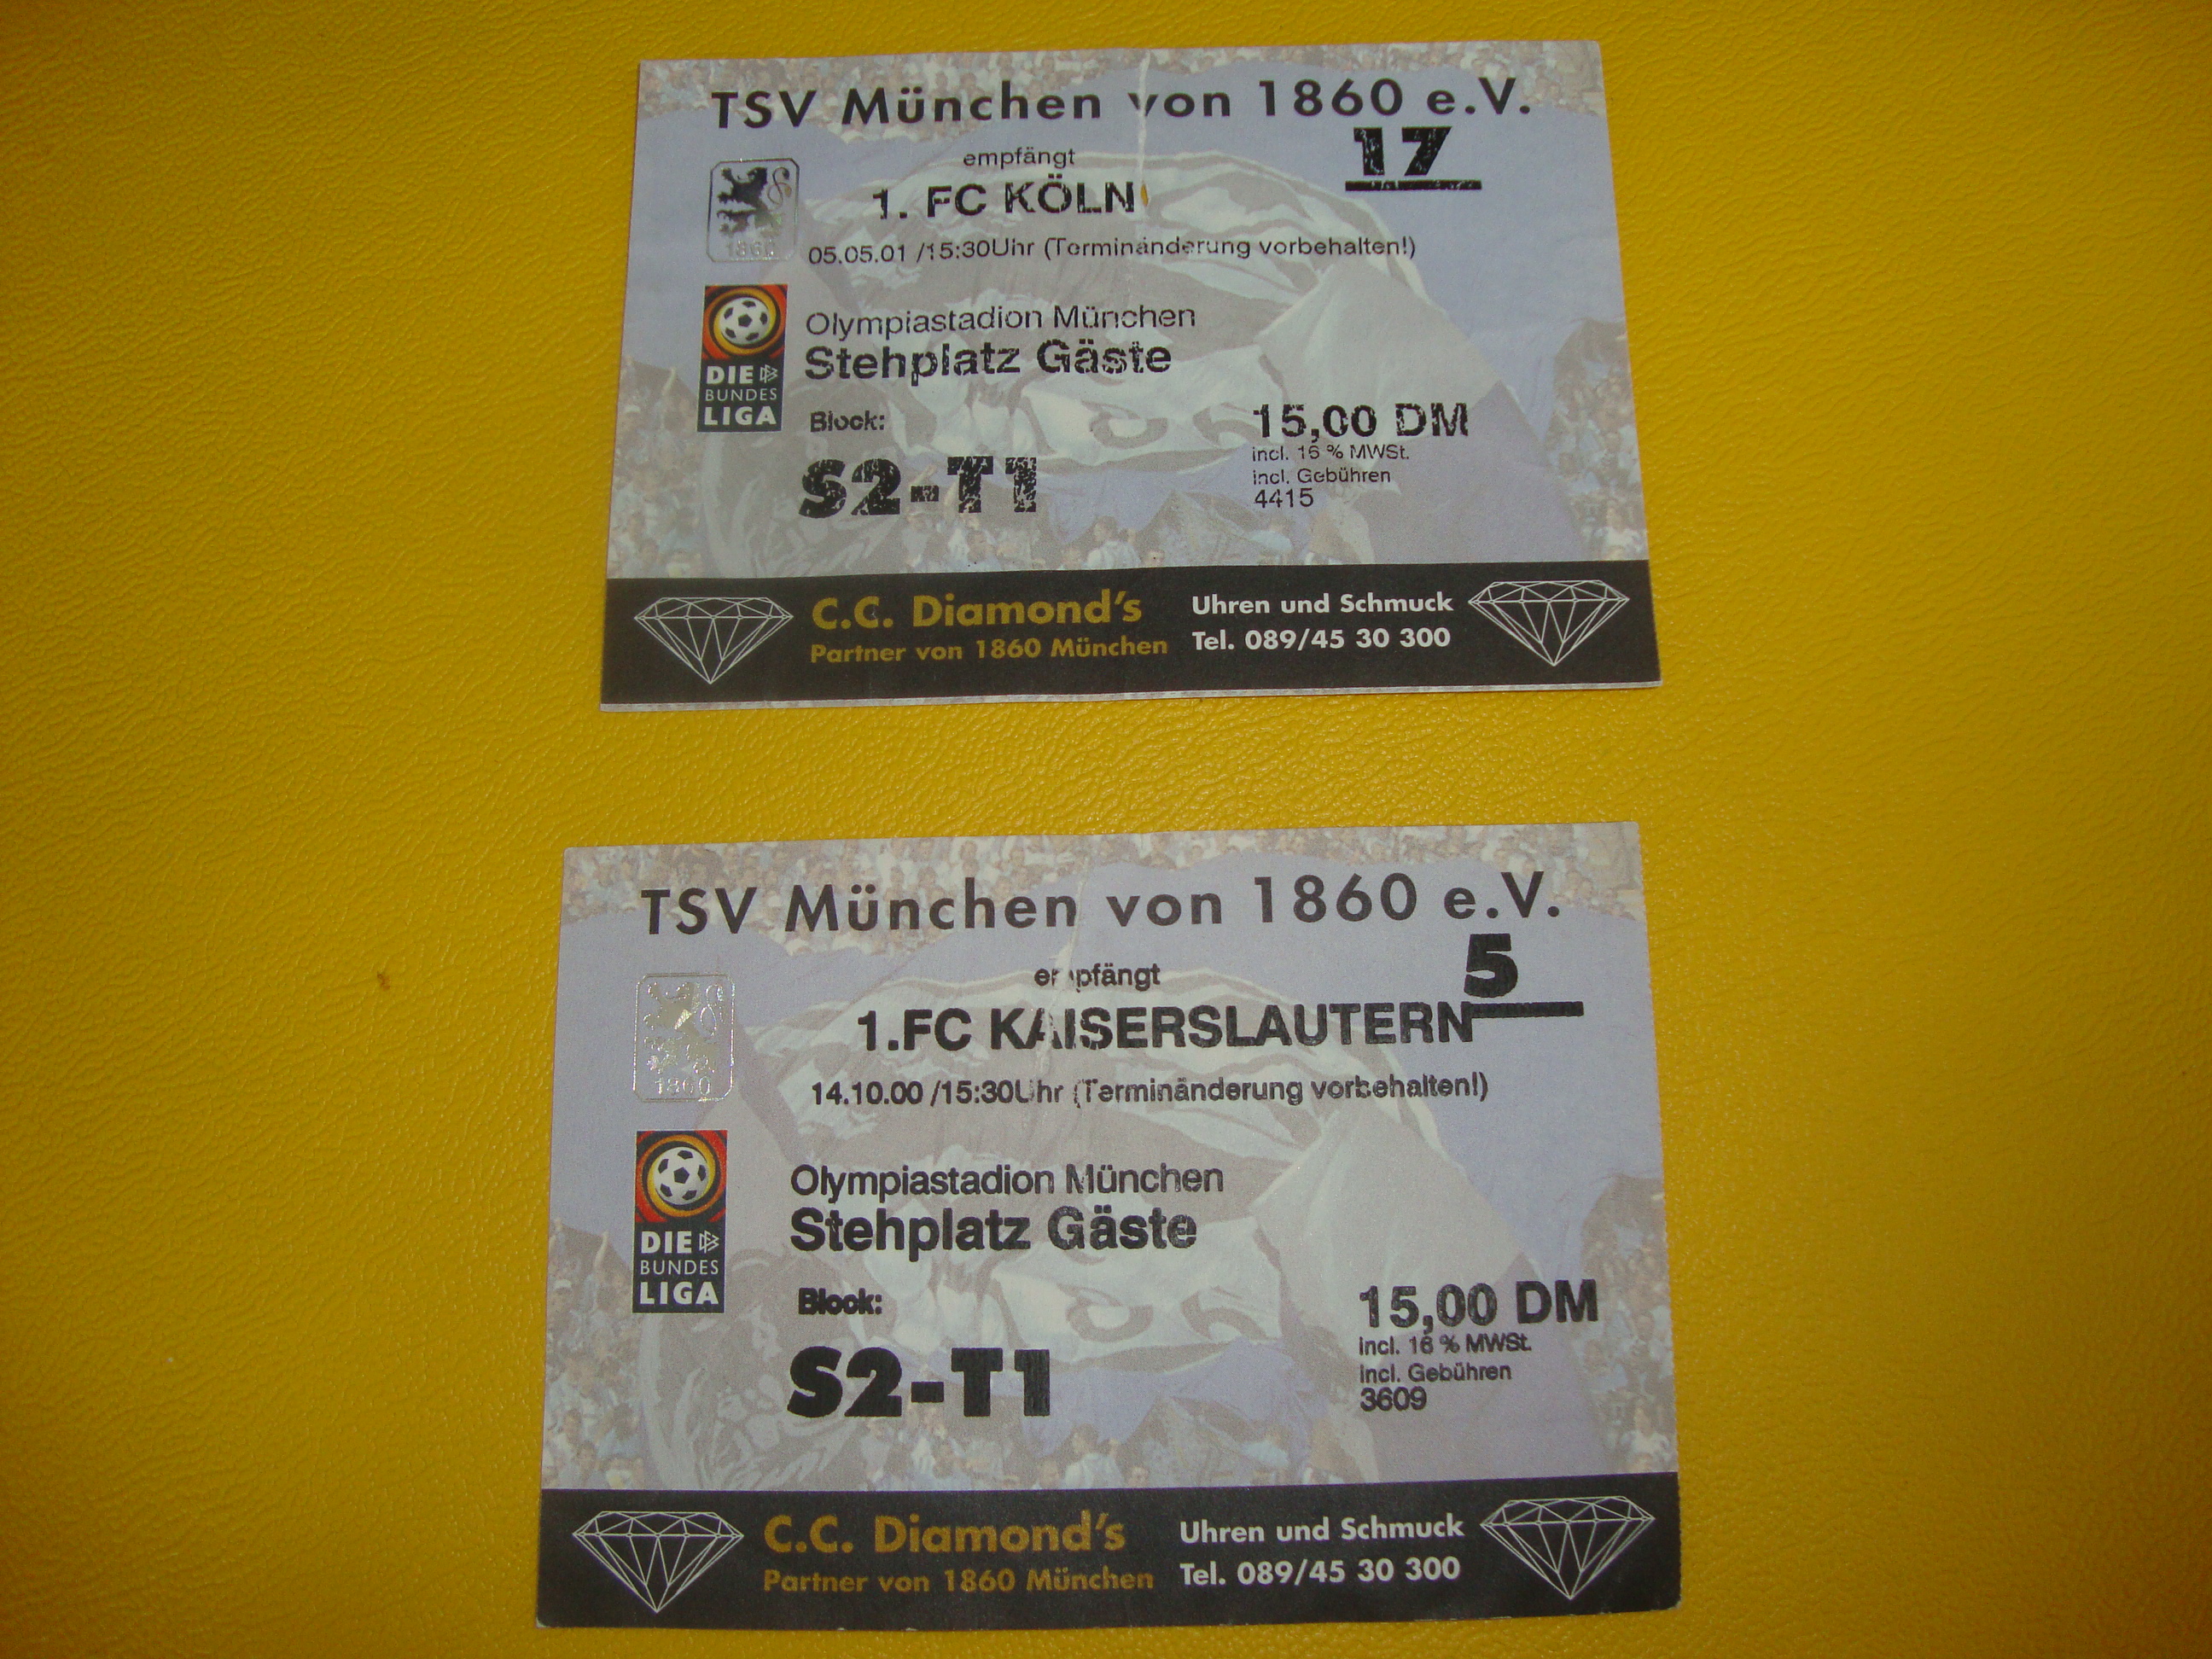 TSV München von 1860 e.V.
17
empfängt
1. FC KÖLN
1860
05.05.01 /15:30Uhr (Terminänderung vorbehalten!)
Olympiastadion München
Stehplatz Gäste
DIE
BUNDES
LIGA
Block:
S2-T1
15,00 DM
incl. 16 % MWSt.
incl. Gebühren
4415
C.C. Diamond's
Partner von 1860 München
Uhren und Schmuck
Tel. 089/45 30 300
TSV München von 1860 e.V.
5
empfängt
1.FC KAISERSLAUTERN
1860
14.10.00 /15:30Uhr (Terminänderung vorbehalten!)
Olympiastadion München
Stehplatz Gäste
DIE
BUNDES
LIGA
Block:
S2-T1
15,00 DM
incl. 16 % MWSt.
incl. Gebühren
3609
C.C. Diamond's
Partner von 1860 München
Uhren und Schmuck
Tel. 089/45 30 300